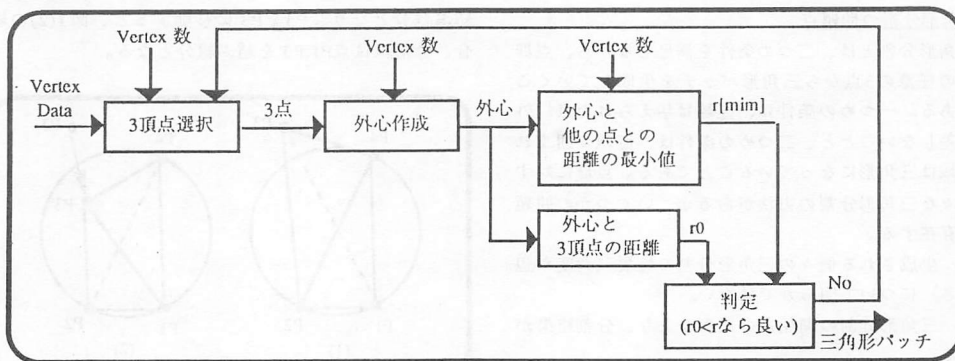 Vertex 数
Vertex 数
Vertex 数
Vertex
Data
3頂点選択
3点
外心作成
外心
外心と
他の点との
距離の最小値
r[mim]
外心と
3頂点の距離
r0
判定
(r0<rなら良い)
No
三角形パッチ